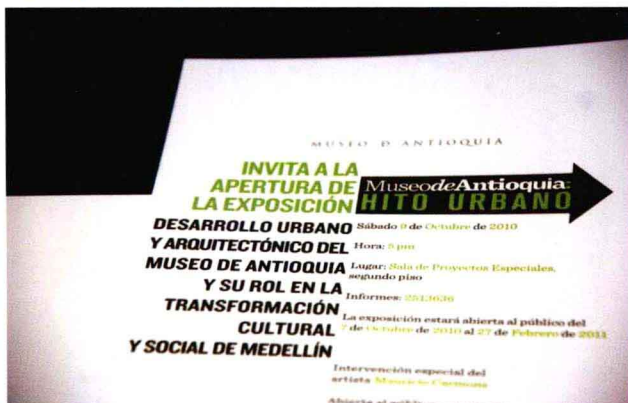 MUSEO D ANTIOQUIA
INVITA A LA
APERTURA DE
LA EXPOSICIÓN
MuseodeAntioquia:
HITO URBANO
DESARROLLO URBANO
Y ARQUITECTÓNICO DEL
MUSEO DE ANTIOQUIA
Y SU ROL EN LA
TRANSFORMACIÓN
CULTURAL
Y SOCIAL DE MEDELLÍN
Sábado 9 de Octubre de 2010
Hora: 5 pm
Lugar: Sala de Proyectos Especiales,
segundo piso
Informes: 2513636
La exposición estará abierta al público del
7 de Octubre de 2010 al 27 de Febrero de 2011
Intervención especial del
artista Mauricio Carmona
Abierta al público